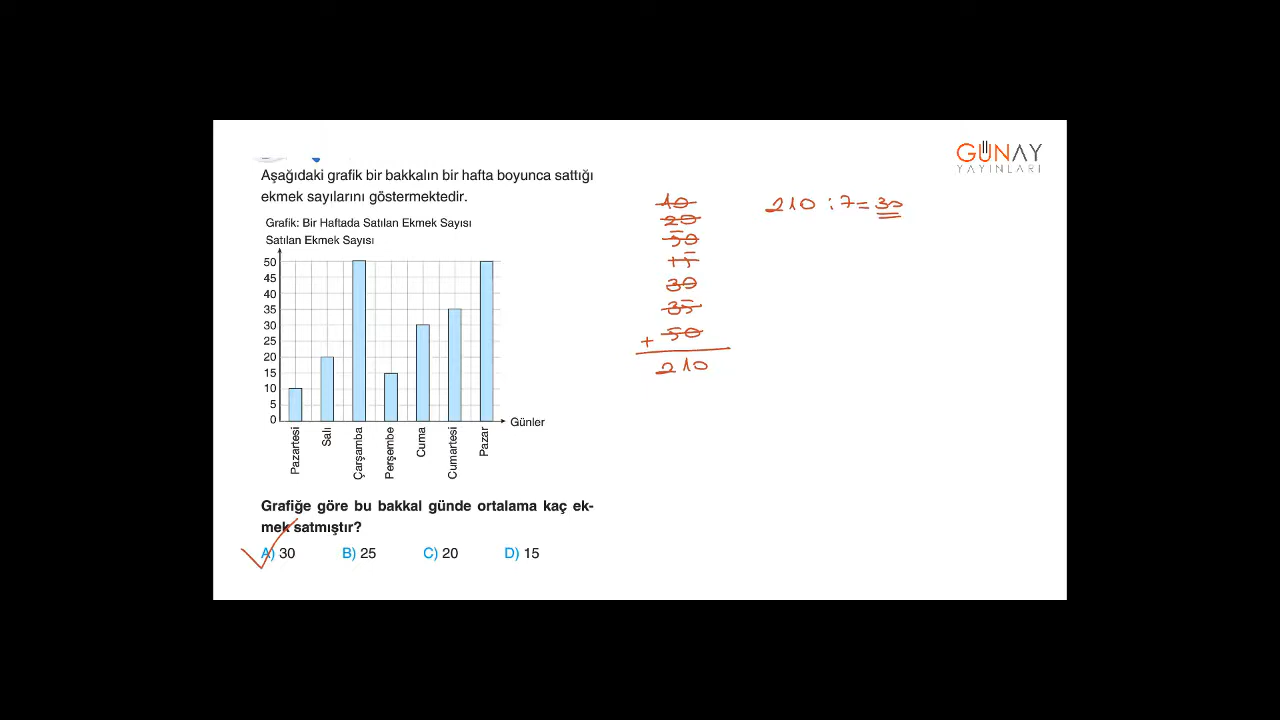 GÜNAY
YAYINLARI
Aşağıdaki grafik bir bakkalın bir hafta boyunca sattığı
ekmek sayılarını göstermektedir.
Grafik: Bir Haftada Satılan Ekmek Sayısı
Satılan Ekmek Sayısı
50
45
40
35
30
25
20
15
10
5
0
Günler
Pazartesi
Salı
Çarşamba
Perşembe
Cuma
Cumartesi
Pazar
Grafiğe göre bu bakkal günde ortalama kaç ek-
mek satmıştır?
A) 30 B) 25 C) 20 D) 15
10
20
50
15
30
35
+ 50
210
210 : 7 = 30